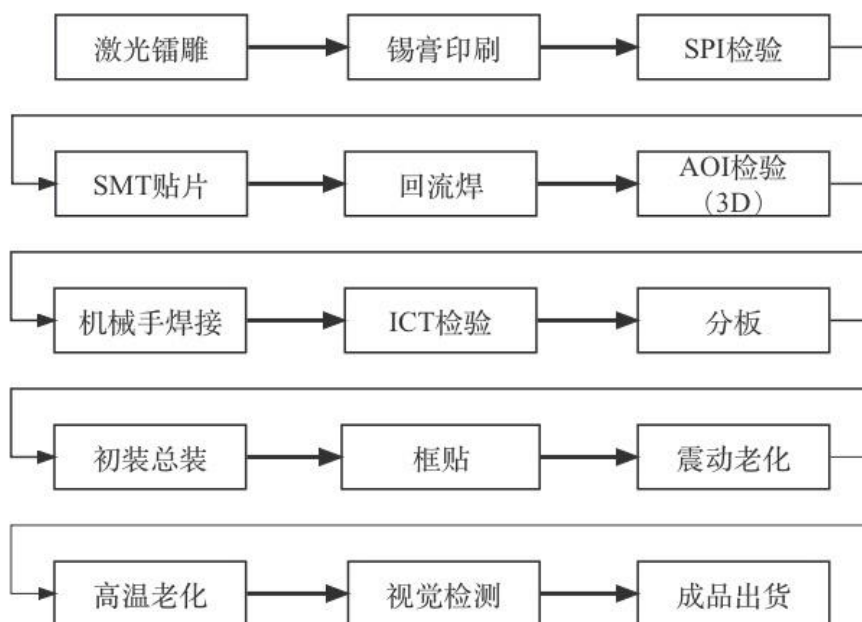 激光镭雕
锡膏印刷
SPI检验
SMT贴片
回流焊
AOI检验
（3D）
机械手焊接
ICT检验
分板
初装总装
框贴
震动老化
高温老化
视觉检测
成品出货